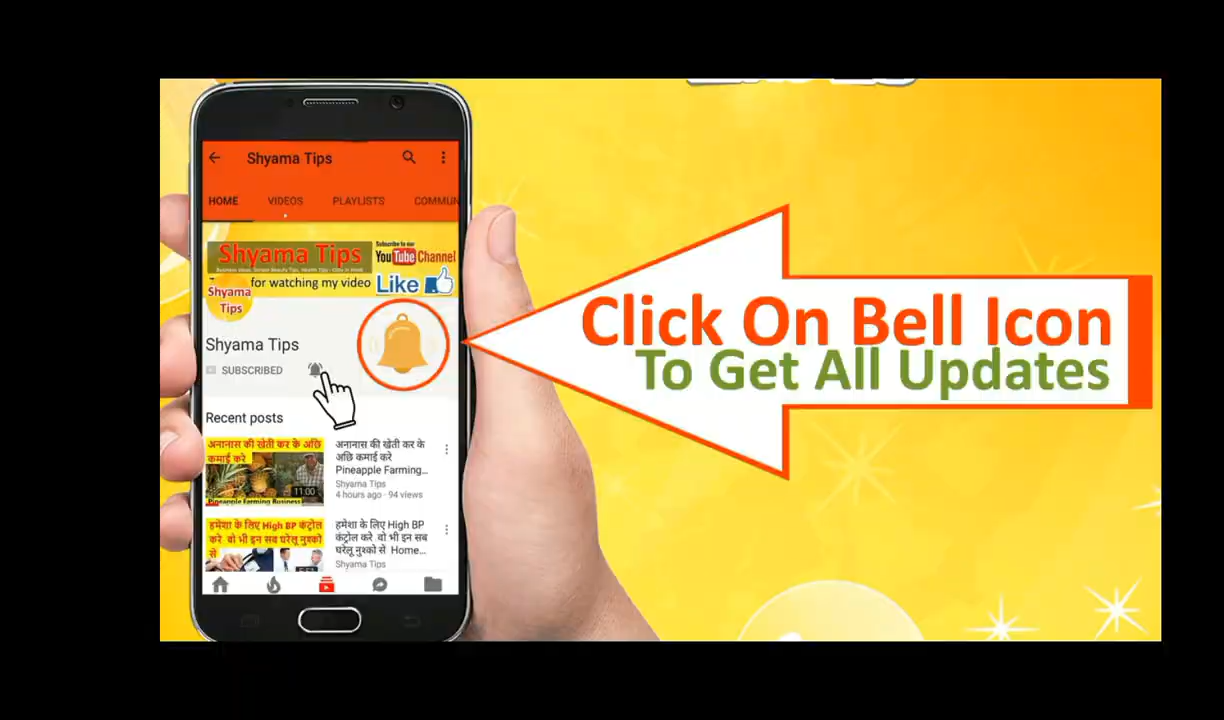 Shyama Tips
HOME VIDEOS PLAYLISTS COMMUN
Shyama Tips
Subscribe to our
YouTube Channel
for watching my video
Like
Shyama
Tips
Shyama Tips
SUBSCRIBED
Click On Bell Icon
To Get All Updates
Recent posts
अनानास की खेती कर के अछि
कमाई करे
11:00
Pineapple Farming Business
अनानास की खेती कर के
अछि कमाई करे
Pineapple Farming...
Shyama Tips
4 hours ago · 94 views
हमेशा के लिए High BP कंट्रोल
करे वो भी इन सब घरेलू नुश्को
से
हमेशा के लिए High BP
कंट्रोल करे वो भी इन सब
घरेलू नुश्को से Home...
Shyama Tips